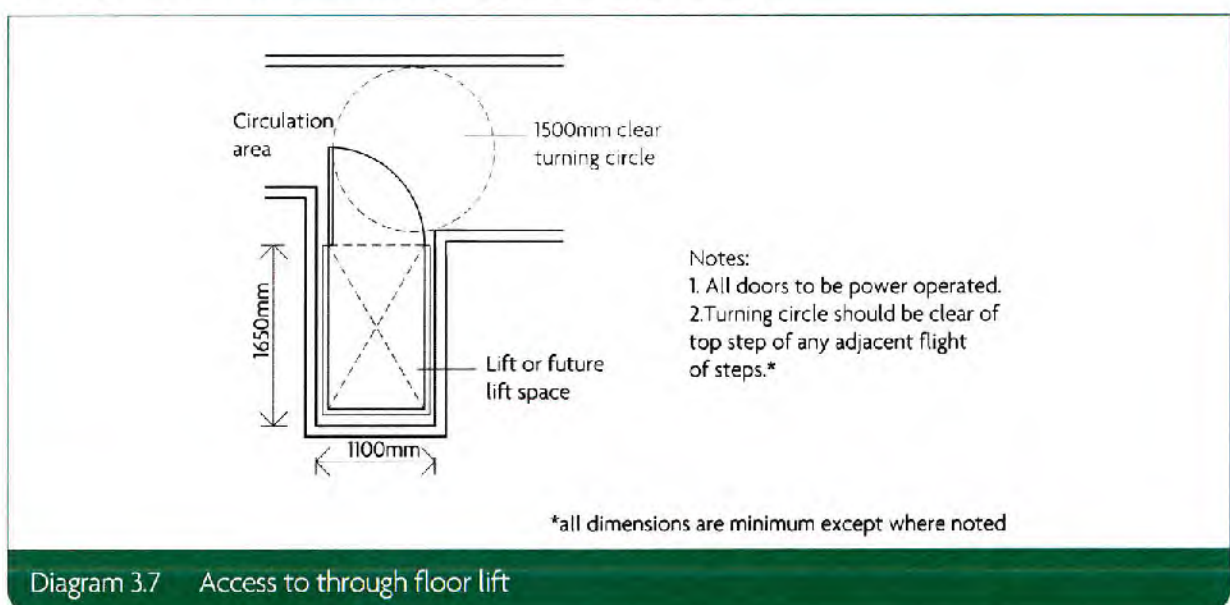 Circulation
area
1500mm clear
turning circle
1650mm
Lift or future
lift space
1100mm
Notes:
1. All doors to be power operated.
2.Turning circle should be clear of
top step of any adjacent flight
of steps.*
*all dimensions are minimum except where noted
Diagram 3.7 Access to through floor lift